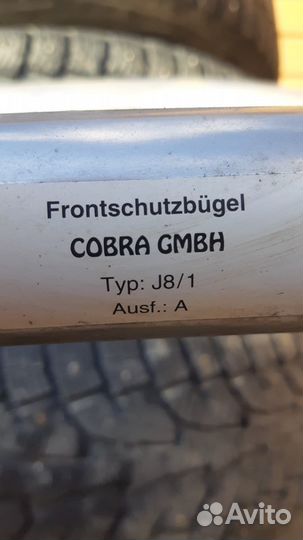 Frontschutzbügel
COBRA GMBH
Typ: J8/1
Ausf.: A
Avito